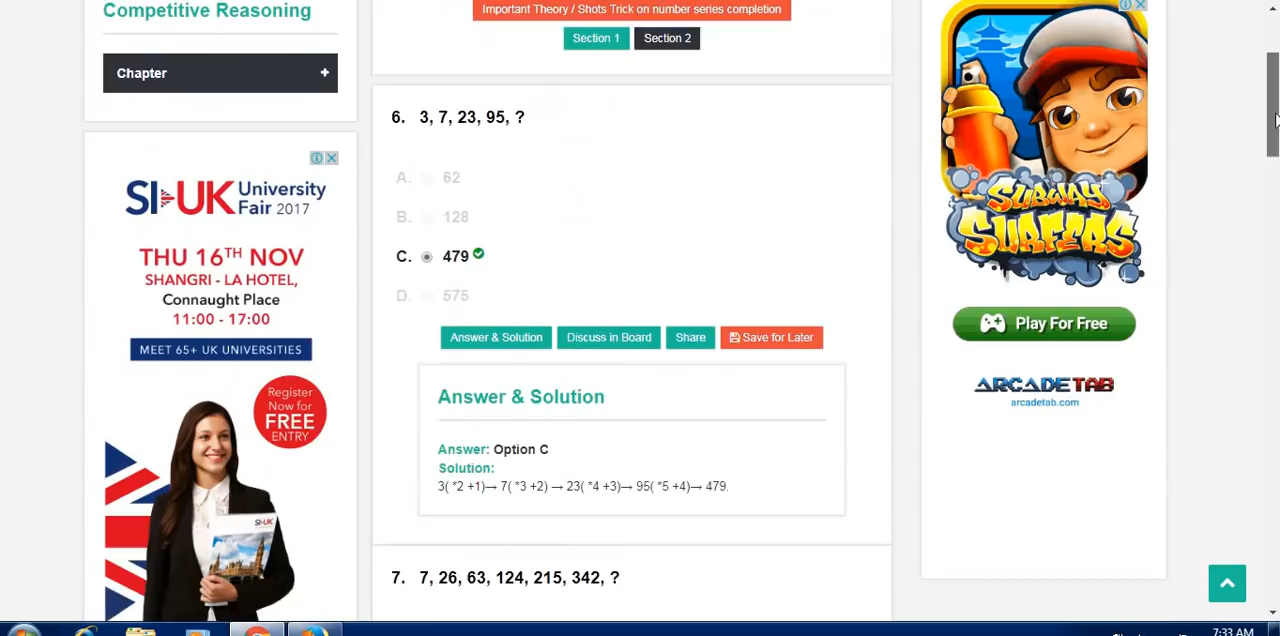 Competitive Reasoning
Chapter +
SI-UK University
Fair 2017
THU 16TH NOV
SHANGRI - LA HOTEL,
Connaught Place
11:00 - 17:00
MEET 65+ UK UNIVERSITIES
Register
Now for
FREE
ENTRY
SI-UK
Important Theory / Shots Trick on number series completion
Section 1
Section 2
6. 3, 7, 23, 95, ?
A. 62
B. 128
C. 479
D. 575
Answer & Solution
Discuss in Board
Share
Save for Later
Answer & Solution
Answer: Option C
Solution:
3( *2 +1)→ 7( *3 +2) → 23( *4 +3)→ 95( *5 +4)→ 479.
7. 7, 26, 63, 124, 215, 342, ?
SUBWAY
SURFERS
Play For Free
ARCADETAB
arcadetab.com
7:33 AM